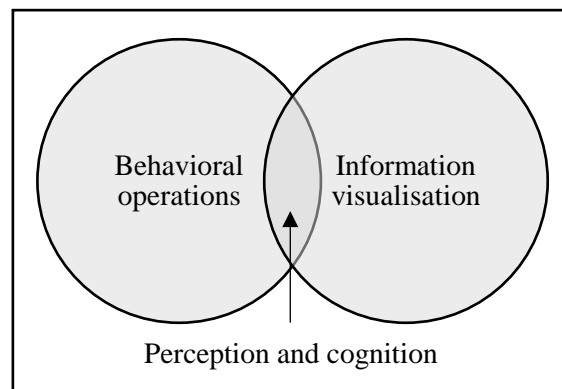 Behavioral
operations
Information
visualisation
Perception and cognition